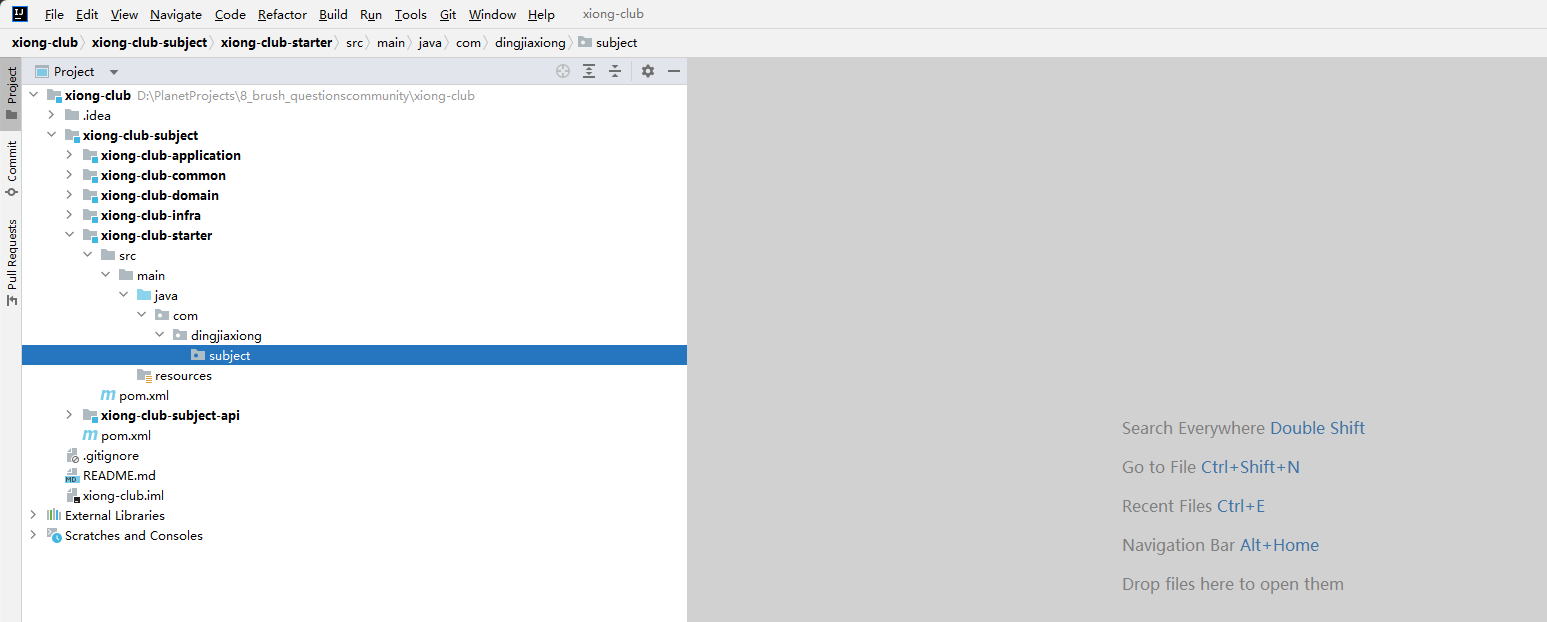 File Edit View Navigate Code Refactor Build Run Tools Git Window Help xiong-club
xiong-club xiong-club-subject xiong-club-starter src main java com dingjiaxiong subject
Project
Project
Commit
Pull Requests
xiong-club D:\PlanetProjects\8_brush_questionscommunity\xiong-club
.idea
xiong-club-subject
xiong-club-application
xiong-club-common
xiong-club-domain
xiong-club-infra
xiong-club-starter
src
main
java
com
dingjiaxiong
subject
resources
pom.xml
xiong-club-subject-api
pom.xml
.gitignore
README.md
xiong-club.iml
External Libraries
Scratches and Consoles
Search Everywhere Double Shift
Go to File Ctrl+Shift+N
Recent Files Ctrl+E
Navigation Bar Alt+Home
Drop files here to open them